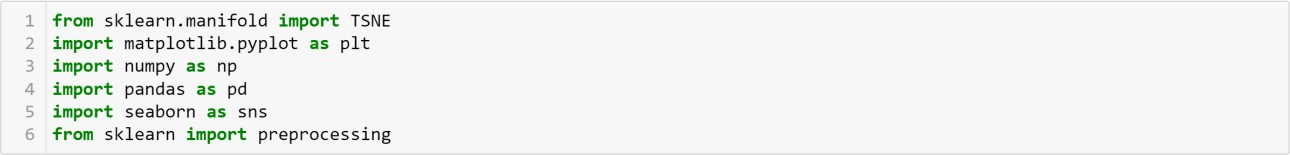 1 from sklearn.manifold import TSNE
2 import matplotlib.pyplot as plt
3 import numpy as np
4 import pandas as pd
5 import seaborn as sns
6 from sklearn import preprocessing